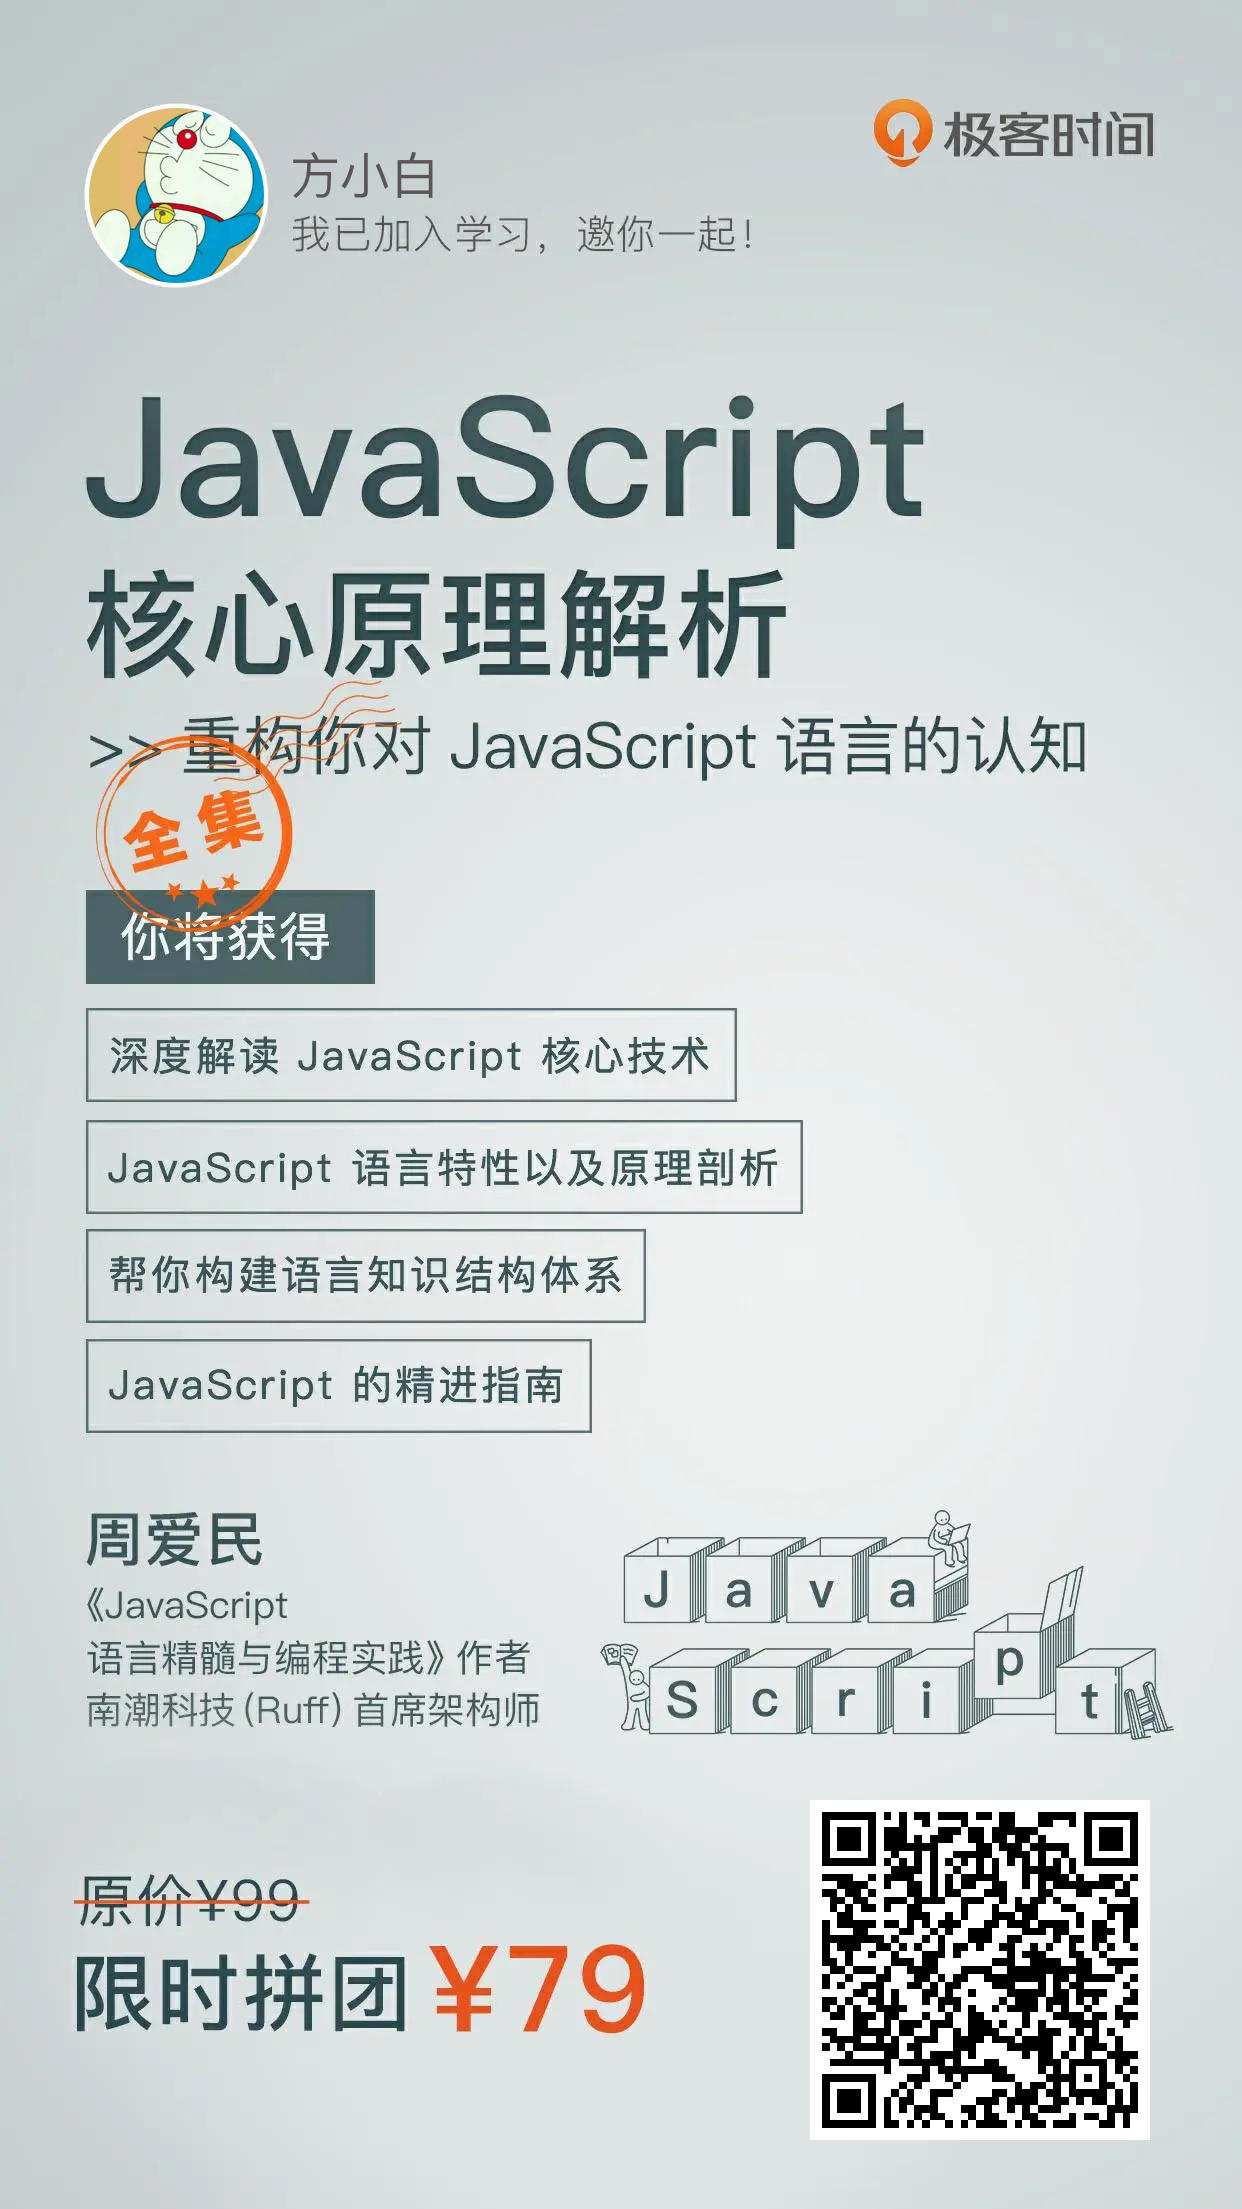 极客时间
方小白
我已加入学习，邀你一起！
JavaScript
核心原理解析
>> 重构你对 JavaScript 语言的认知
全集
你将获得
深度解读 JavaScript 核心技术
JavaScript 语言特性以及原理剖析
帮你构建语言知识结构体系
JavaScript 的精进指南
周爱民
《JavaScript
语言精髓与编程实践》作者
南潮科技（Ruff）首席架构师
Java
Script
原价¥99
限时拼团 ¥79